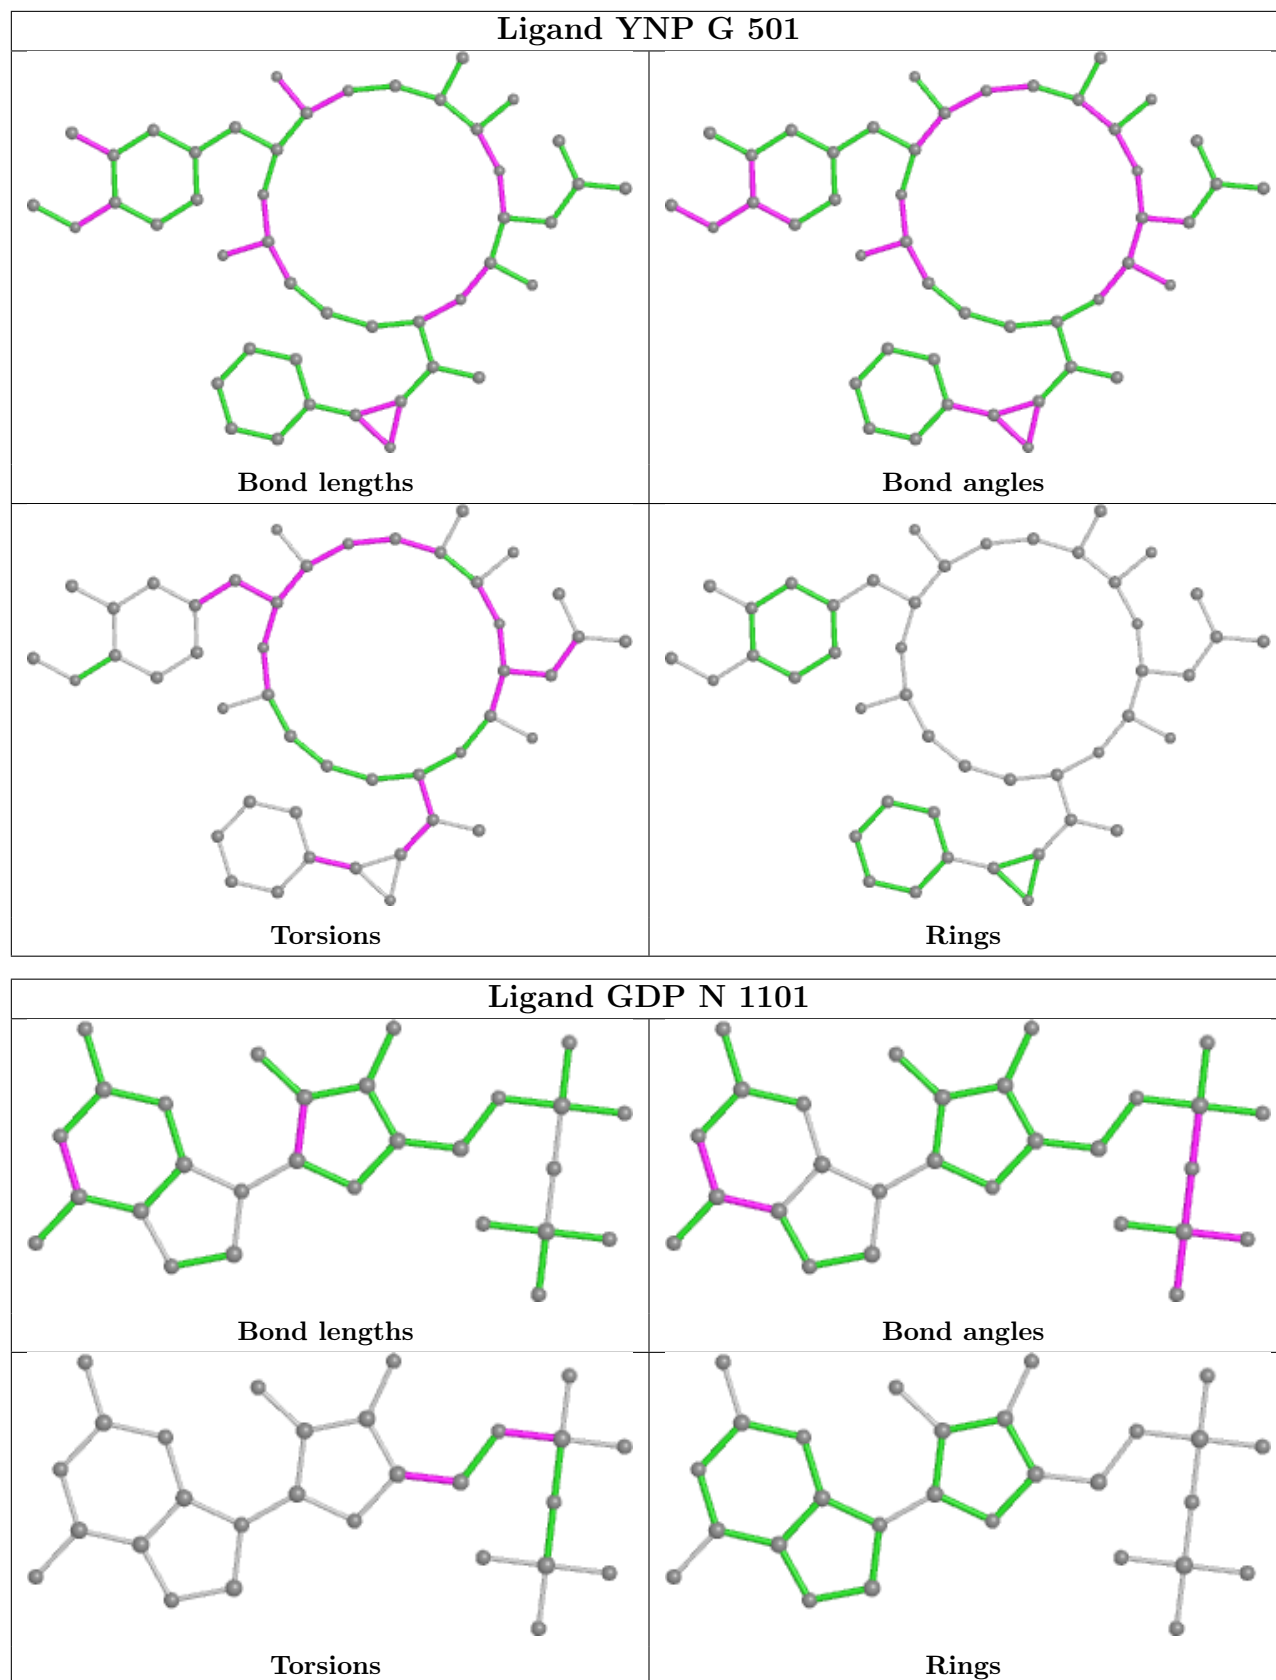 Ligand YNP G 501
Bond lengths
Bond angles
Torsions
Rings
Ligand GDP N 1101
Bond lengths
Bond angles
Torsions
Rings